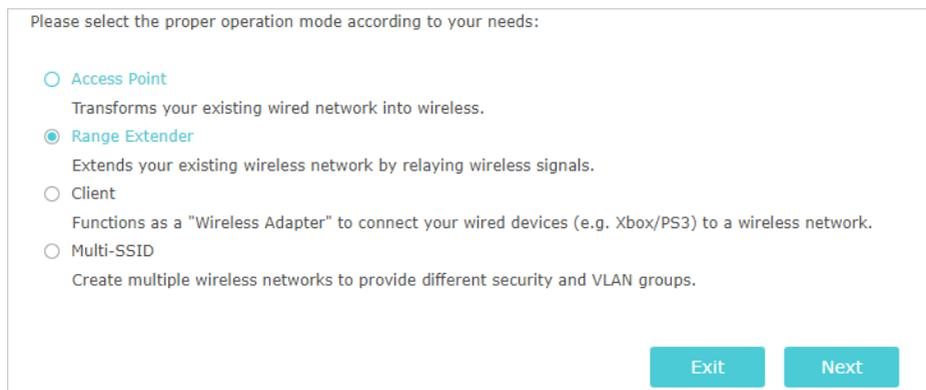 Please select the proper operation mode according to your needs:
Access Point
Transforms your existing wired network into wireless.
Range Extender
Extends your existing wireless network by relaying wireless signals.
Client
Functions as a "Wireless Adapter" to connect your wired devices (e.g. Xbox/PS3) to a wireless network.
Multi-SSID
Create multiple wireless networks to provide different security and VLAN groups.
Exit Next